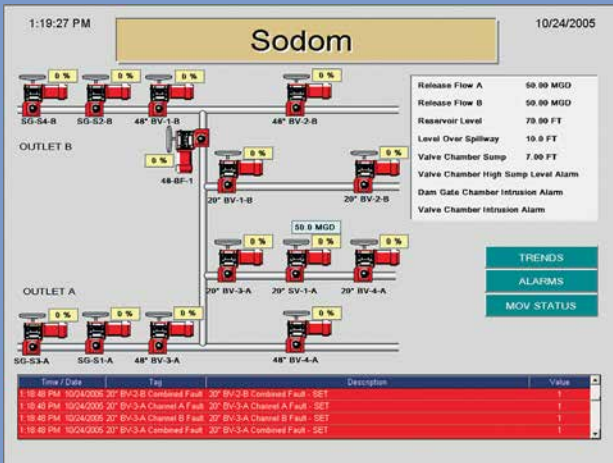 1:19:27 PM
Sodom
10/24/2005
0 % 0 % 0 % 0 %
SG-S4-B SG-S2-B 48" BV-1-B 48" BV-2-B
OUTLET B
0 %
48-BF-1
0 % 0 %
20" BV-1-B 20" BV-2-B
50.0 MGD
0 % 0 % 0 %
20" BV-3-A 20" SV-1-A 20" BV-4-A
OUTLET A
0 % 0 % 0 % 0 %
SG-S3-A SG-S1-A 48" BV-3-A 48" BV-4-A
Release Flow A 50.00 MGD
Release Flow B 50.00 MGD
Reservoir Level 70.00 FT
Level Over Spillway 10.0 FT
Valve Chamber Sump 7.00 FT
Valve Chamber High Sump Level Alarm
Dam Gate Chamber Intrusion Alarm
Valve Chamber Intrusion Alarm
TRENDS
ALARMS
MOV STATUS
Time / Date Tag Description Value
1:18:48 PM 10/24/2005 20" BV-2-B Combined Fault 20" BV-2-B Combined Fault - SET 1
1:18:48 PM 10/24/2005 20" BV-3-A Channel A Fault 20" BV-3-A Channel A Fault - SET 1
1:18:48 PM 10/24/2005 20" BV-3-A Channel B Fault 20" BV-3-A Channel B Fault - SET 1
1:18:48 PM 10/24/2005 20" BV-3-A Combined Fault 20" BV-3-A Combined Fault - SET 1